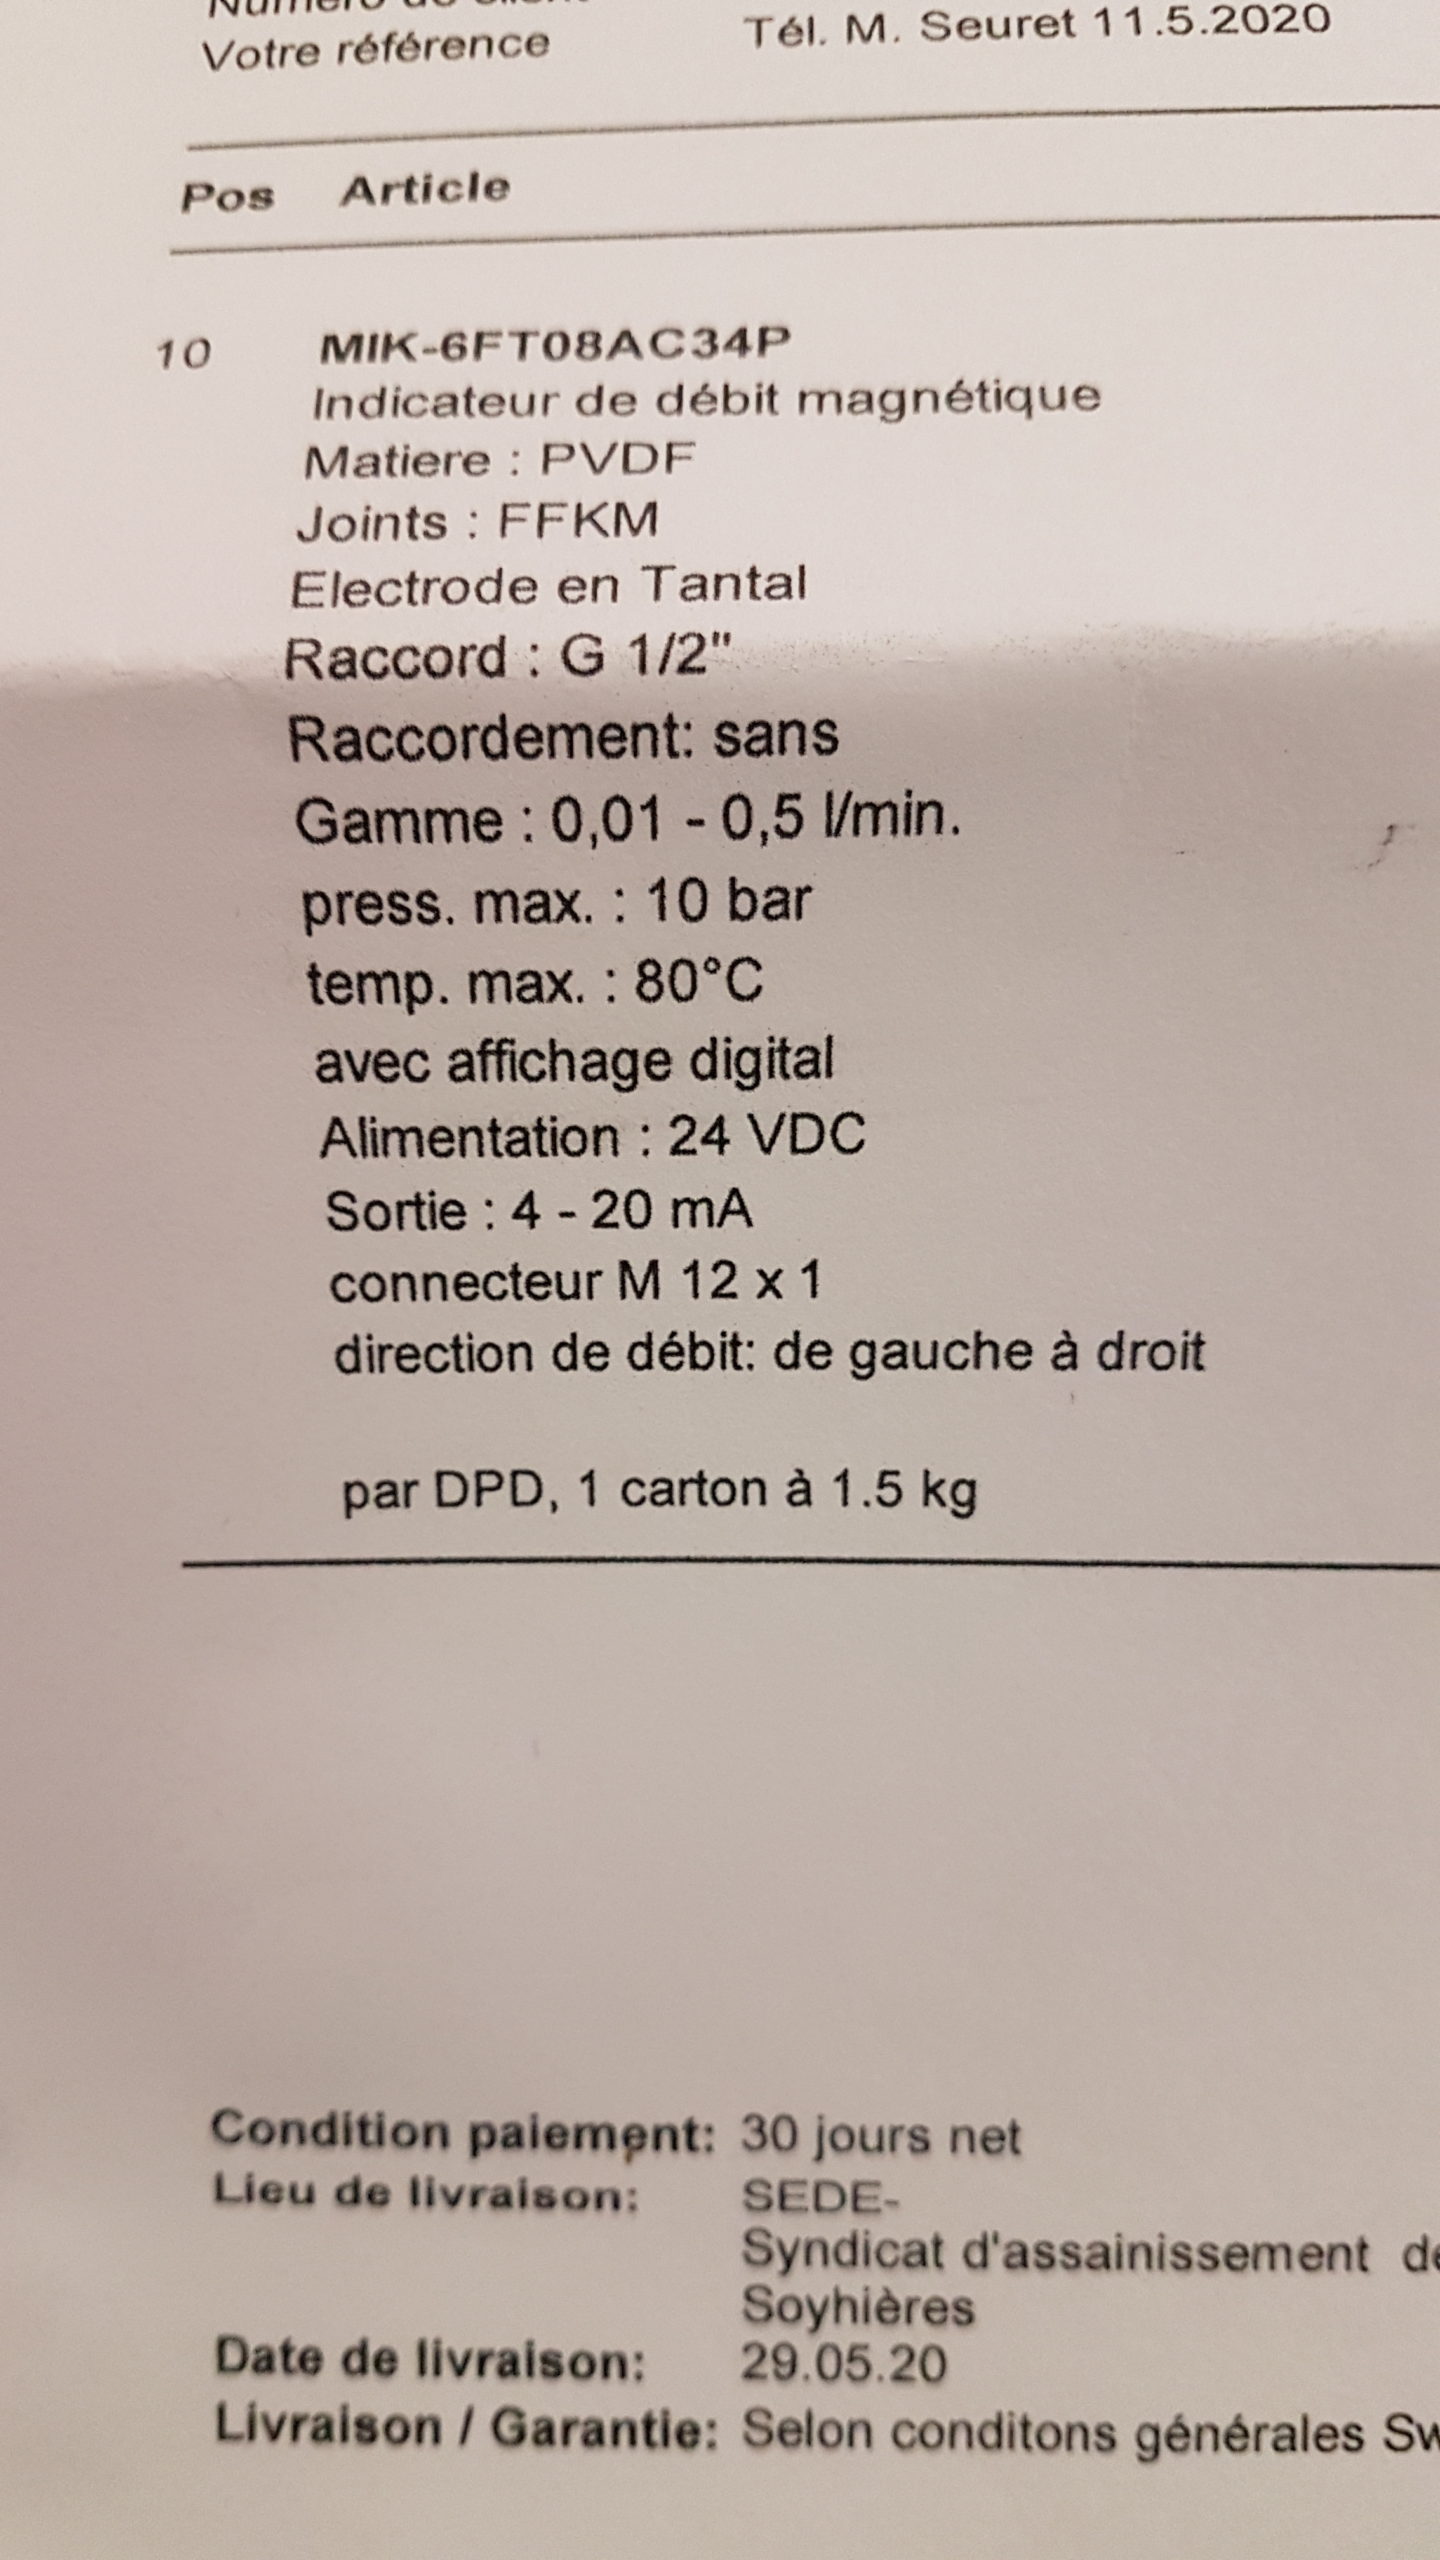 Votre référence Tél. M. Seuret 11.5.2020
Pos Article
10 MIK-6FT08AC34P
Indicateur de débit magnétique
Matiere : PVDF
Joints : FFKM
Electrode en Tantal
Raccord : G 1/2"
Raccordement: sans
Gamme : 0,01 - 0,5 l/min.
press. max. : 10 bar
temp. max. : 80°C
avec affichage digital
Alimentation : 24 VDC
Sortie : 4 - 20 mA
connecteur M 12 x 1
direction de débit: de gauche à droit
par DPD, 1 carton à 1.5 kg
Condition paiement: 30 jours net
Lieu de livraison: SEDE-
Syndicat d'assainissement
Soyhières
Date de livraison: 29.05.20
Livraison / Garantie: Selon conditons générales